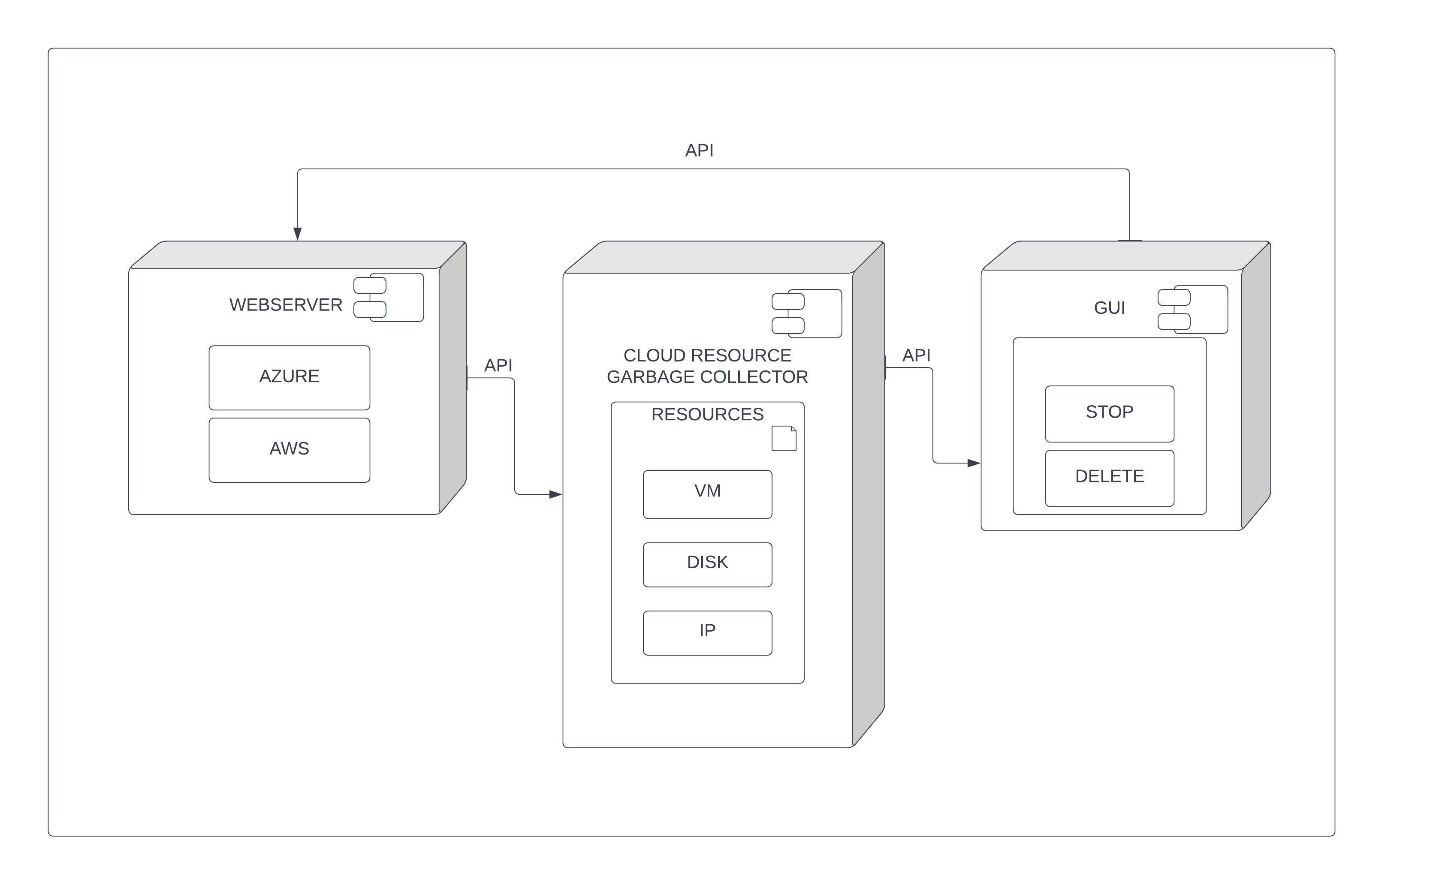 API
WEBSERVER
AZURE
AWS
API
CLOUD RESOURCE
GARBAGE COLLECTOR
RESOURCES
VM
DISK
IP
API
GUI
STOP
DELETE